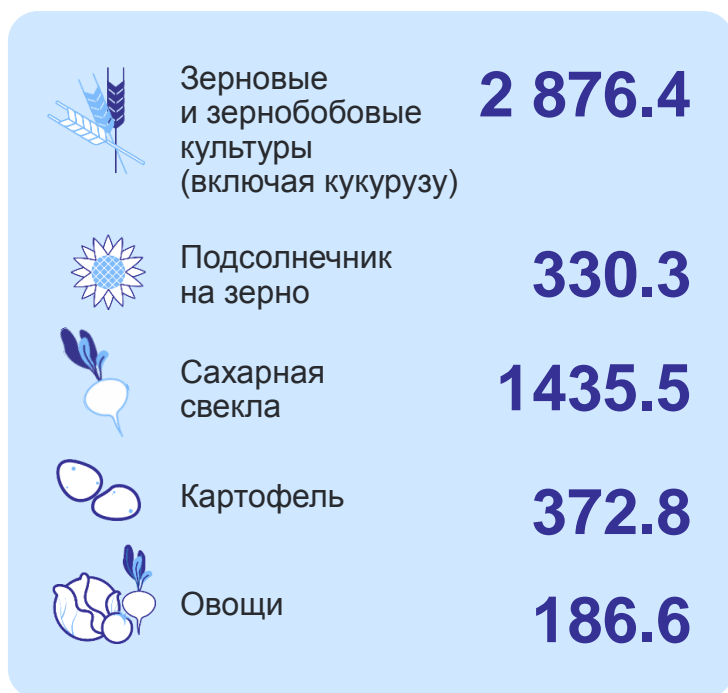 Зерновые
и зернобобовые
культуры
(включая кукурузу)
2 876.4
Подсолнечник
на зерно
330.3
Сахарная
свекла
1435.5
Картофель
372.8
Овощи
186.6